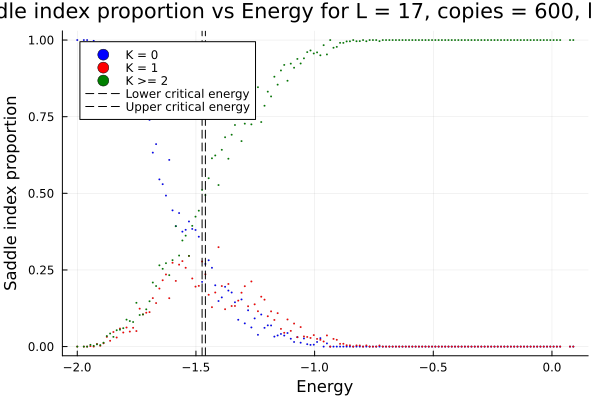 dle index proportion vs Energy for L = 17, copies = 600,
1.00
0.75
0.50
0.25
0.00
K = 0
K = 1
K >= 2
Lower critical energy
Upper critical energy
Saddle index proportion
−2.0 −1.5 −1.0 −0.5 0.0
Energy